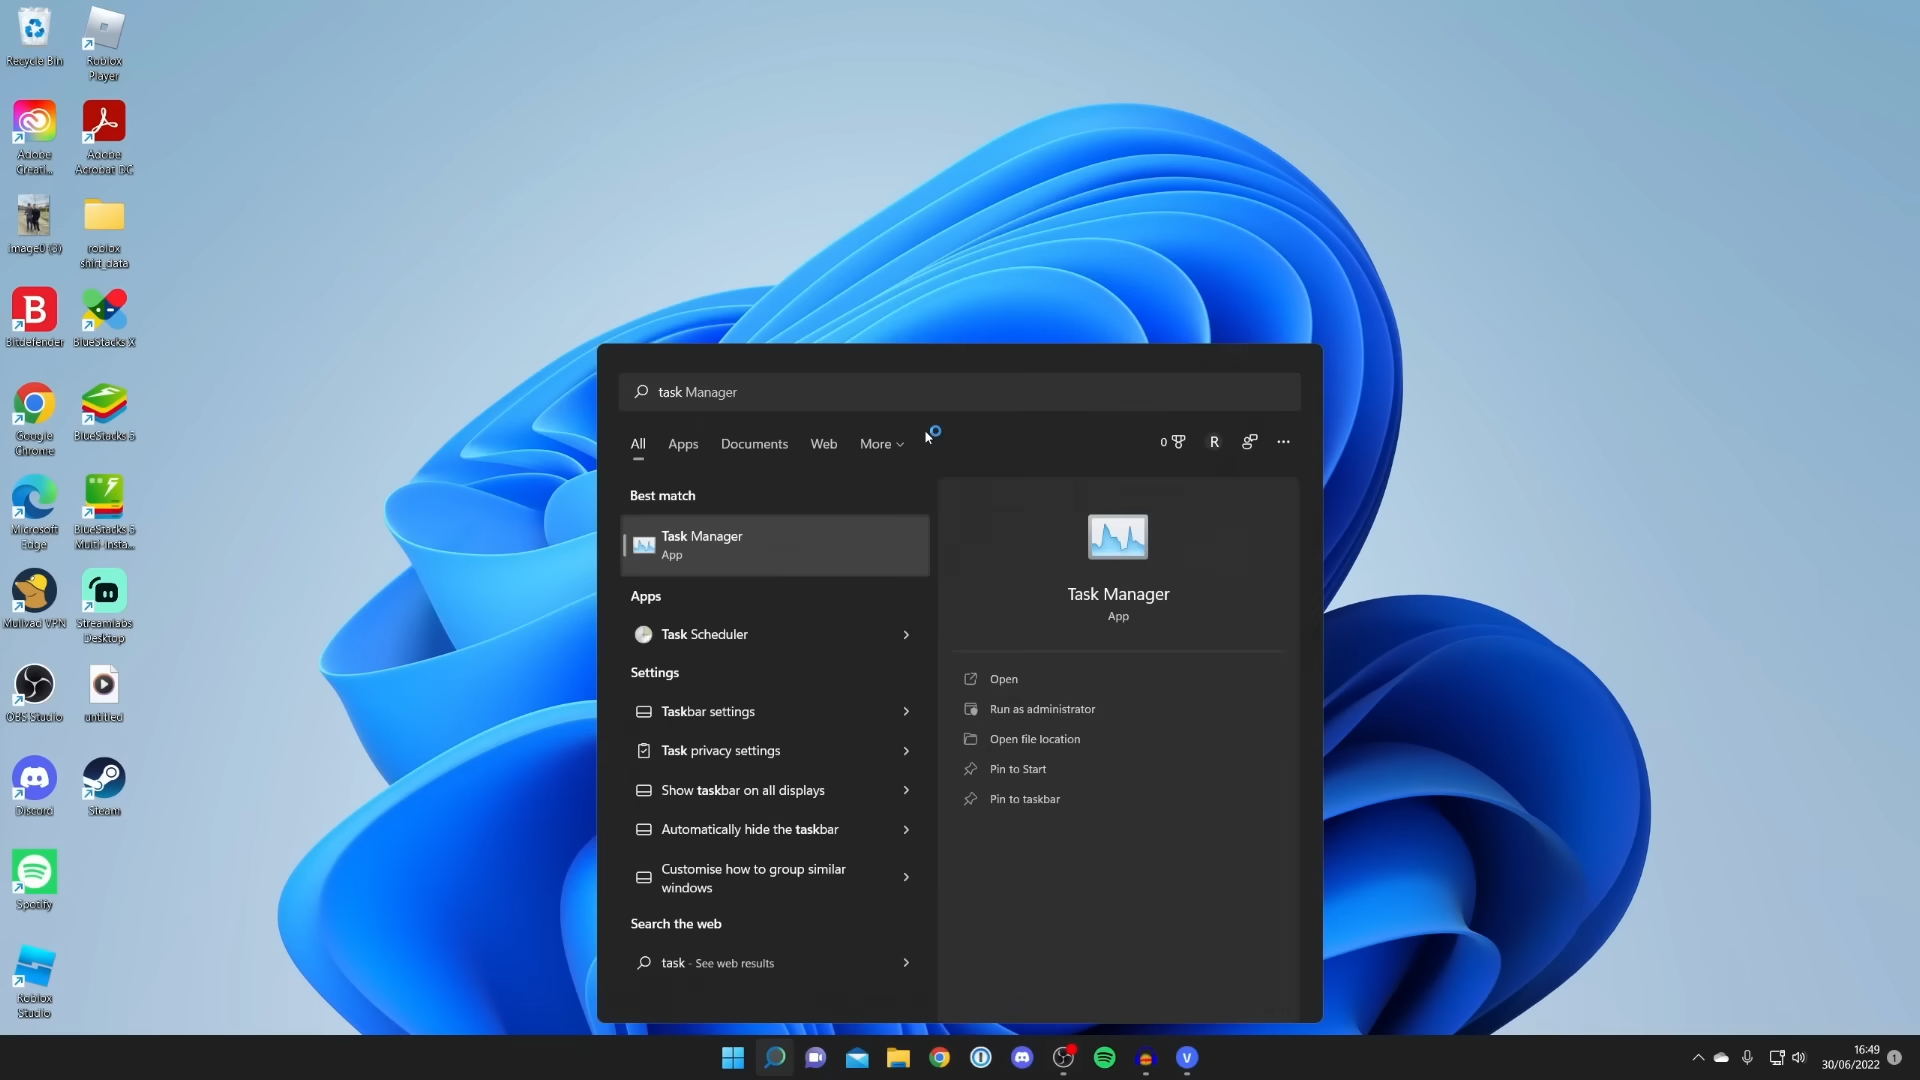 Recycle Bin
Roblox
Player
Adobe
Creati...
Adobe
Acrobat DC
image0 (3)
roblox
shirt_data
Bitdefender
BlueStacks X
Google
Chrome
BlueStacks 5
Microsoft
Edge
BlueStacks 5
Multi-Insta...
Mullvad VPN
Streamlabs
Desktop
OBS Studio
untitled
Discord
Steam
Spotify
Roblox
Studio
task Manager
All
Apps
Documents
Web
More
0
R
Best match
Task Manager
App
Apps
Task Scheduler
Settings
Taskbar settings
Task privacy settings
Show taskbar on all displays
Automatically hide the taskbar
Customise how to group similar
windows
Search the web
task - See web results
Task Manager
App
Open
Run as administrator
Open file location
Pin to Start
Pin to taskbar
V
16:49
30/06/2022
1